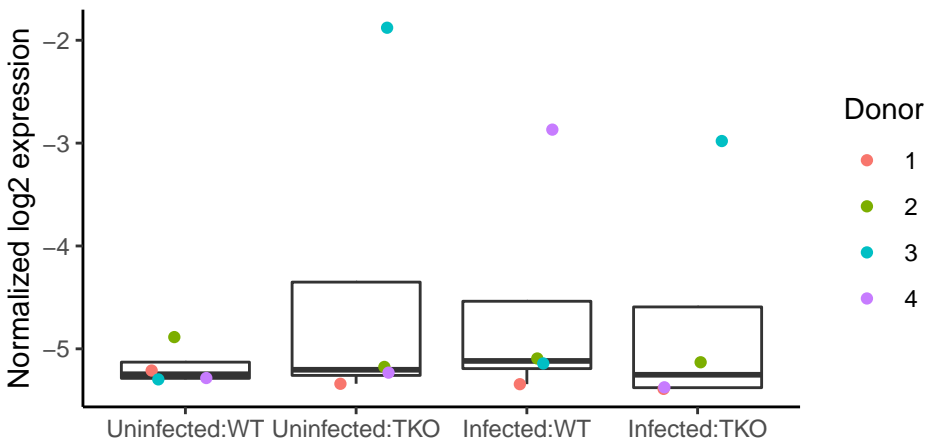 Normalized log2 expression
−2
−3
−4
−5
Uninfected:WT
Uninfected:TKO
Infected:WT
Infected:TKO
Donor
1
2
3
4